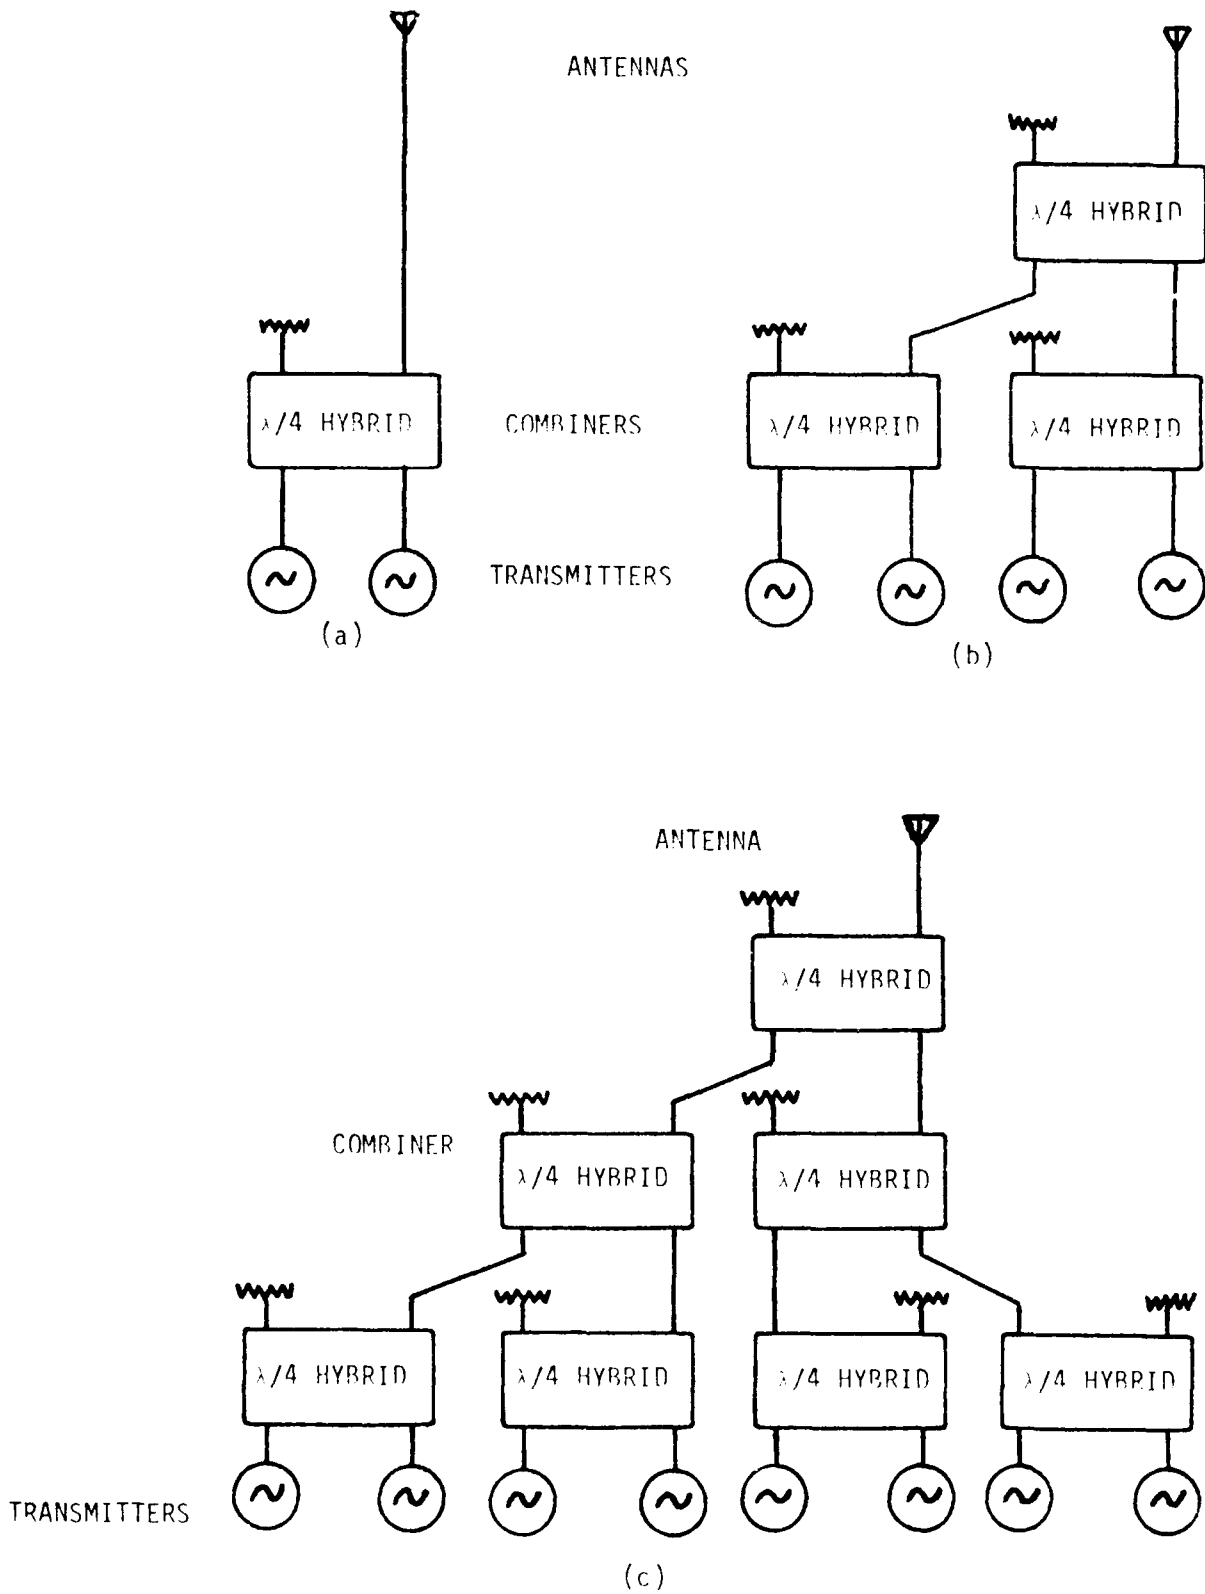 ANTENNAS
λ/4 HYBRID
λ/4 HYBRID
COMBINERS
λ/4 HYBRID
λ/4 HYBRID
TRANSMITTERS
(a)
(b)
ANTENNA
λ/4 HYBRID
COMBINER
λ/4 HYBRID
λ/4 HYBRID
λ/4 HYBRID
λ/4 HYBRID
λ/4 HYBRID
λ/4 HYBRID
TRANSMITTERS
(c)